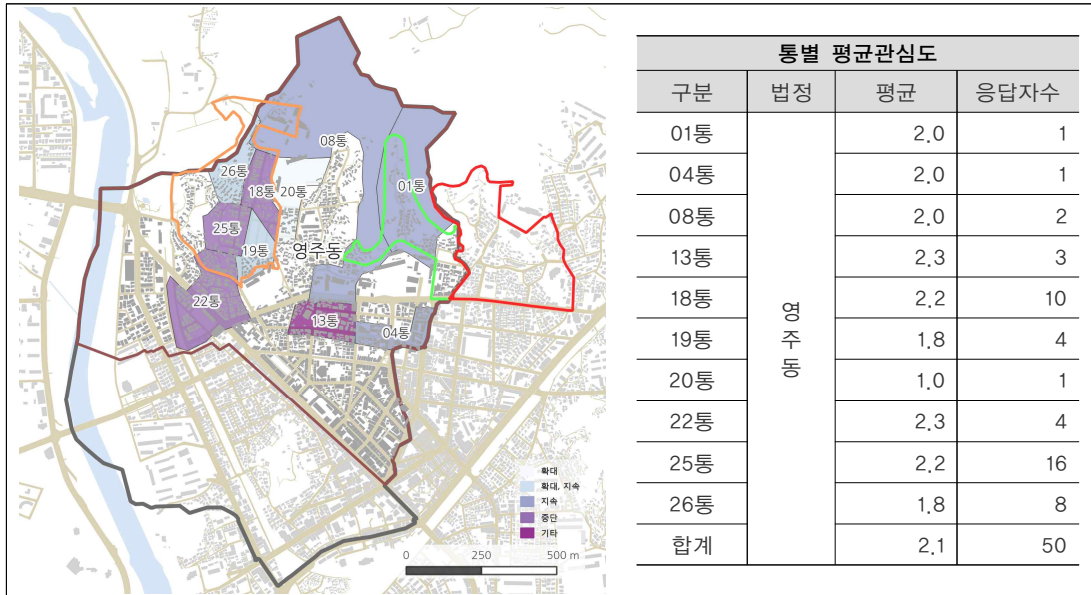 08통
26통
18통
20통
01통
25통
19통
영주동
22통
13통
04통
확대
확대, 지속
지속
중단
기타
0 250 500 m
통별 평균관심도
구분 법정 평균 응답자수
01통 2.0 1
04통 2.0 1
08통 2.0 2
13통 2.3 3
18통 2.2 10
19통 1.8 4
20통 1.0 1
22통 2.3 4
25통 2.2 16
26통 1.8 8
영
주
동
합계 2.1 50